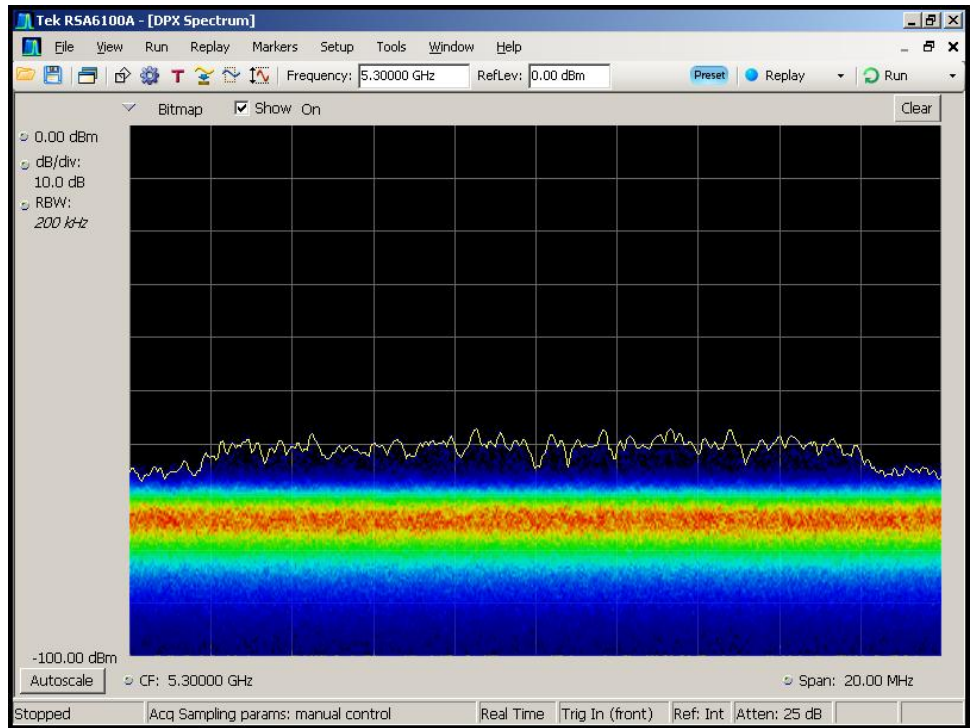 Tek RSA6100A - [DPX Spectrum]
File View Run Replay Markers Setup Tools Window Help
T Frequency: 5.30000 GHz RefLev: 0.00 dBm Preset Replay Run
Bitmap Show On Clear
0.00 dBm
dB/div:
10.0 dB
RBW:
200 kHz
-100.00 dBm
Autoscale CF: 5.30000 GHz Span: 20.00 MHz
Stopped Acq Sampling params: manual control Real Time Trig In (front) Ref: Int Atten: 25 dB